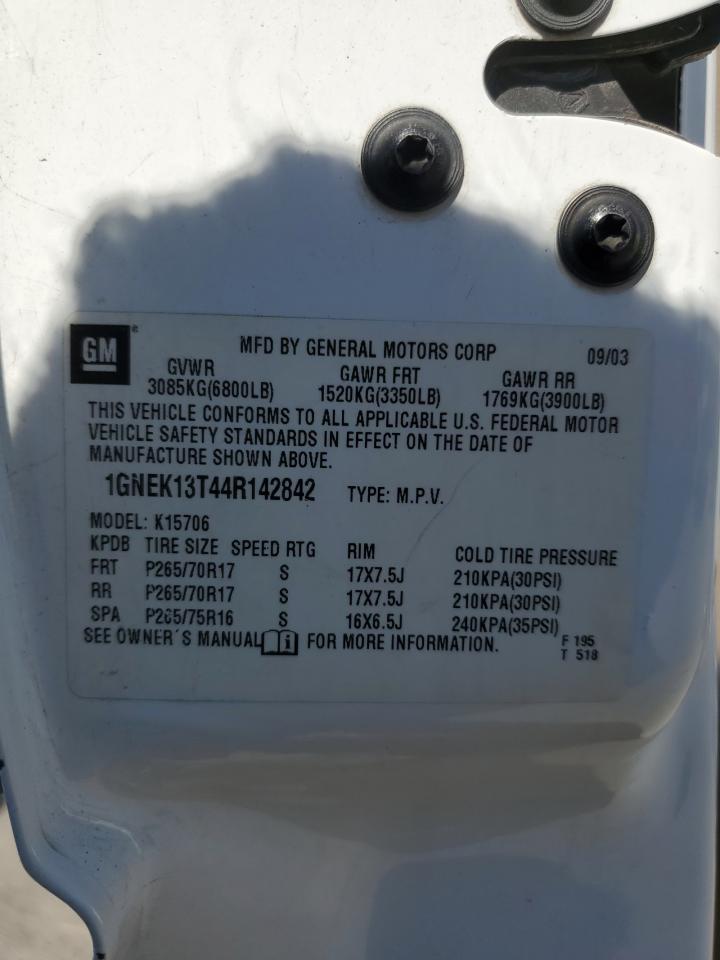 GM
®
MFD BY GENERAL MOTORS CORP 09/03
GVWR GAWR FRT GAWR RR
3085KG(6800LB) 1520KG(3350LB) 1769KG(3900LB)
THIS VEHICLE CONFORMS TO ALL APPLICABLE U.S. FEDERAL MOTOR
VEHICLE SAFETY STANDARDS IN EFFECT ON THE DATE OF
MANUFACTURE SHOWN ABOVE.
1GNEK13T44R142842 TYPE: M.P.V.
MODEL: K15706
KPDB TIRE SIZE SPEED RTG RIM COLD TIRE PRESSURE
FRT P265/70R17 S 17X7.5J 210KPA(30PSI)
RR P265/70R17 S 17X7.5J 210KPA(30PSI)
SPA P265/75R16 S 16X6.5J 240KPA(35PSI)
SEE OWNER'S MANUAL i FOR MORE INFORMATION.
F 195
T 518